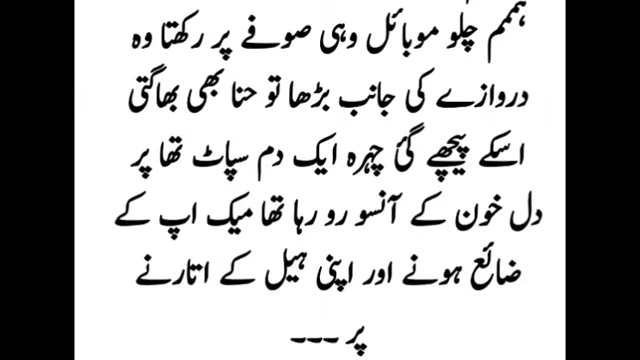 ہممم چلو موبائل وہی صوفے پر رکھتا وہ
دروازے کی جانب بڑھا تو حنا بھی بھاگتی
اسکے پیچھے گئ چہرہ ایک دم سپاٹ تھا پر
دل خون کے آنسو رو رہا تھا میک اپ کے
ضائع ہونے اور اپنی ہیل کے اتارنے
پر ---